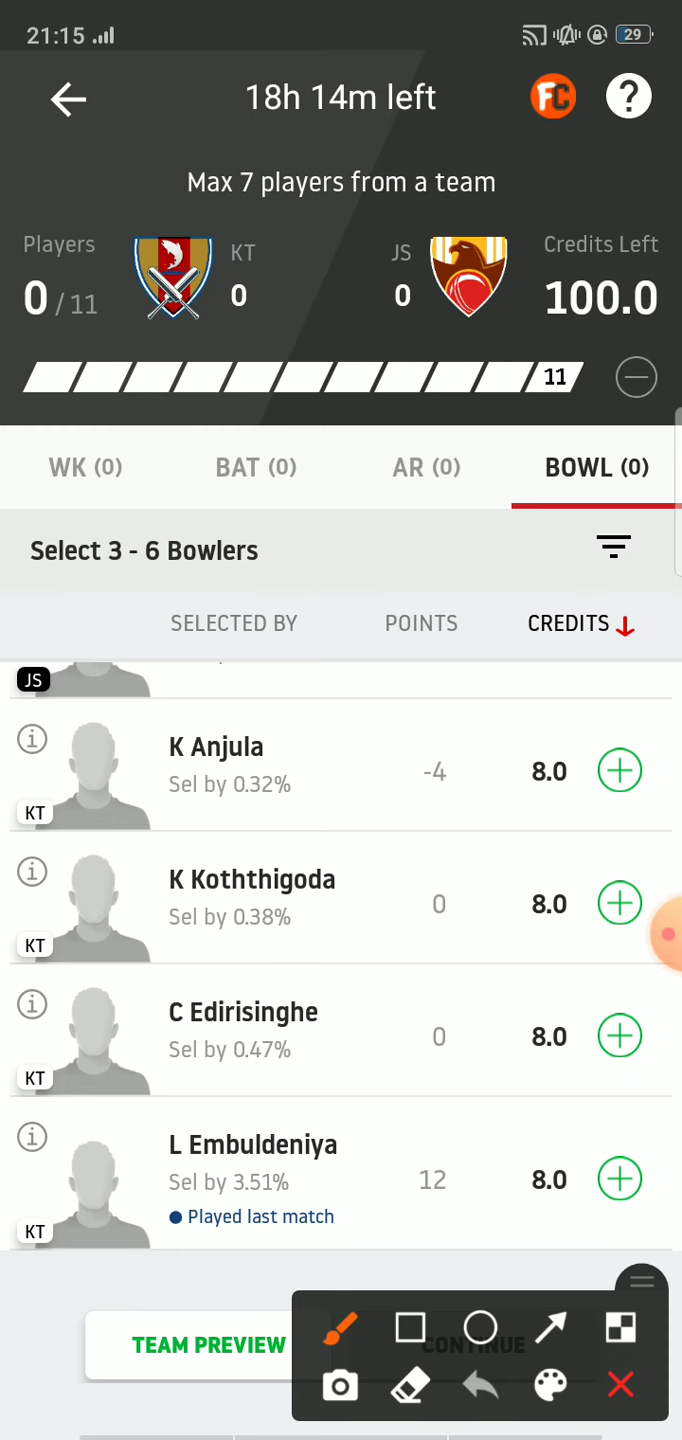 21:15
29
18h 14m left
FC
?
Max 7 players from a team
Players
KT
JS
Credits Left
0 / 11
0
0
100.0
11
WK (0)
BAT (0)
AR (0)
BOWL (0)
Select 3 - 6 Bowlers
SELECTED BY
POINTS
CREDITS
JS
K Anjula
Sel by 0.32%
-4
8.0
KT
K Koththigoda
Sel by 0.38%
0
8.0
KT
C Edirisinghe
Sel by 0.47%
0
8.0
KT
L Embuldeniya
Sel by 3.51%
12
8.0
Played last match
KT
TEAM PREVIEW
CONTINUE